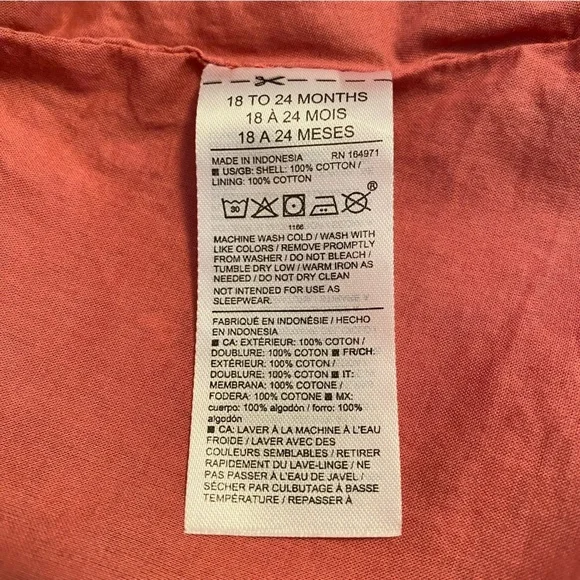 18 TO 24 MONTHS
18 À 24 MOIS
18 A 24 MESES
MADE IN INDONESIA RN 164971
■ US/GB: SHELL: 100% COTTON /
LINING: 100% COTTON
30 ®
1166
MACHINE WASH COLD / WASH WITH
LIKE COLORS / REMOVE PROMPTLY
FROM WASHER / DO NOT BLEACH /
TUMBLE DRY LOW / WARM IRON AS
NEEDED / DO NOT DRY CLEAN
NOT INTENDED FOR USE AS
SLEEPWEAR.
FABRIQUÉ EN INDONÉSIE / HECHO
EN INDONESIA
■ CA: EXTÉRIEUR: 100% COTON /
DOUBLURE: 100% COTON ■ FR/CH:
EXTÉRIEUR: 100% COTON /
DOUBLURE: 100% COTON ■ IT:
MEMBRANA: 100% COTONE /
FODERA: 100% COTONE ■ MX:
cuerpo: 100% algodón / forro: 100%
algodón
■ CA: LAVER À LA MACHINE À L'EAU
FROIDE / LAVER AVEC DES
COULEURS SEMBLABLES / RETIRER
RAPIDEMENT DU LAVE-LINGE / NE
PAS PASSER À L'EAU DE JAVEL /
SÉCHER PAR CULBUTAGE À BASSE
TEMPÉRATURE / REPASSER À